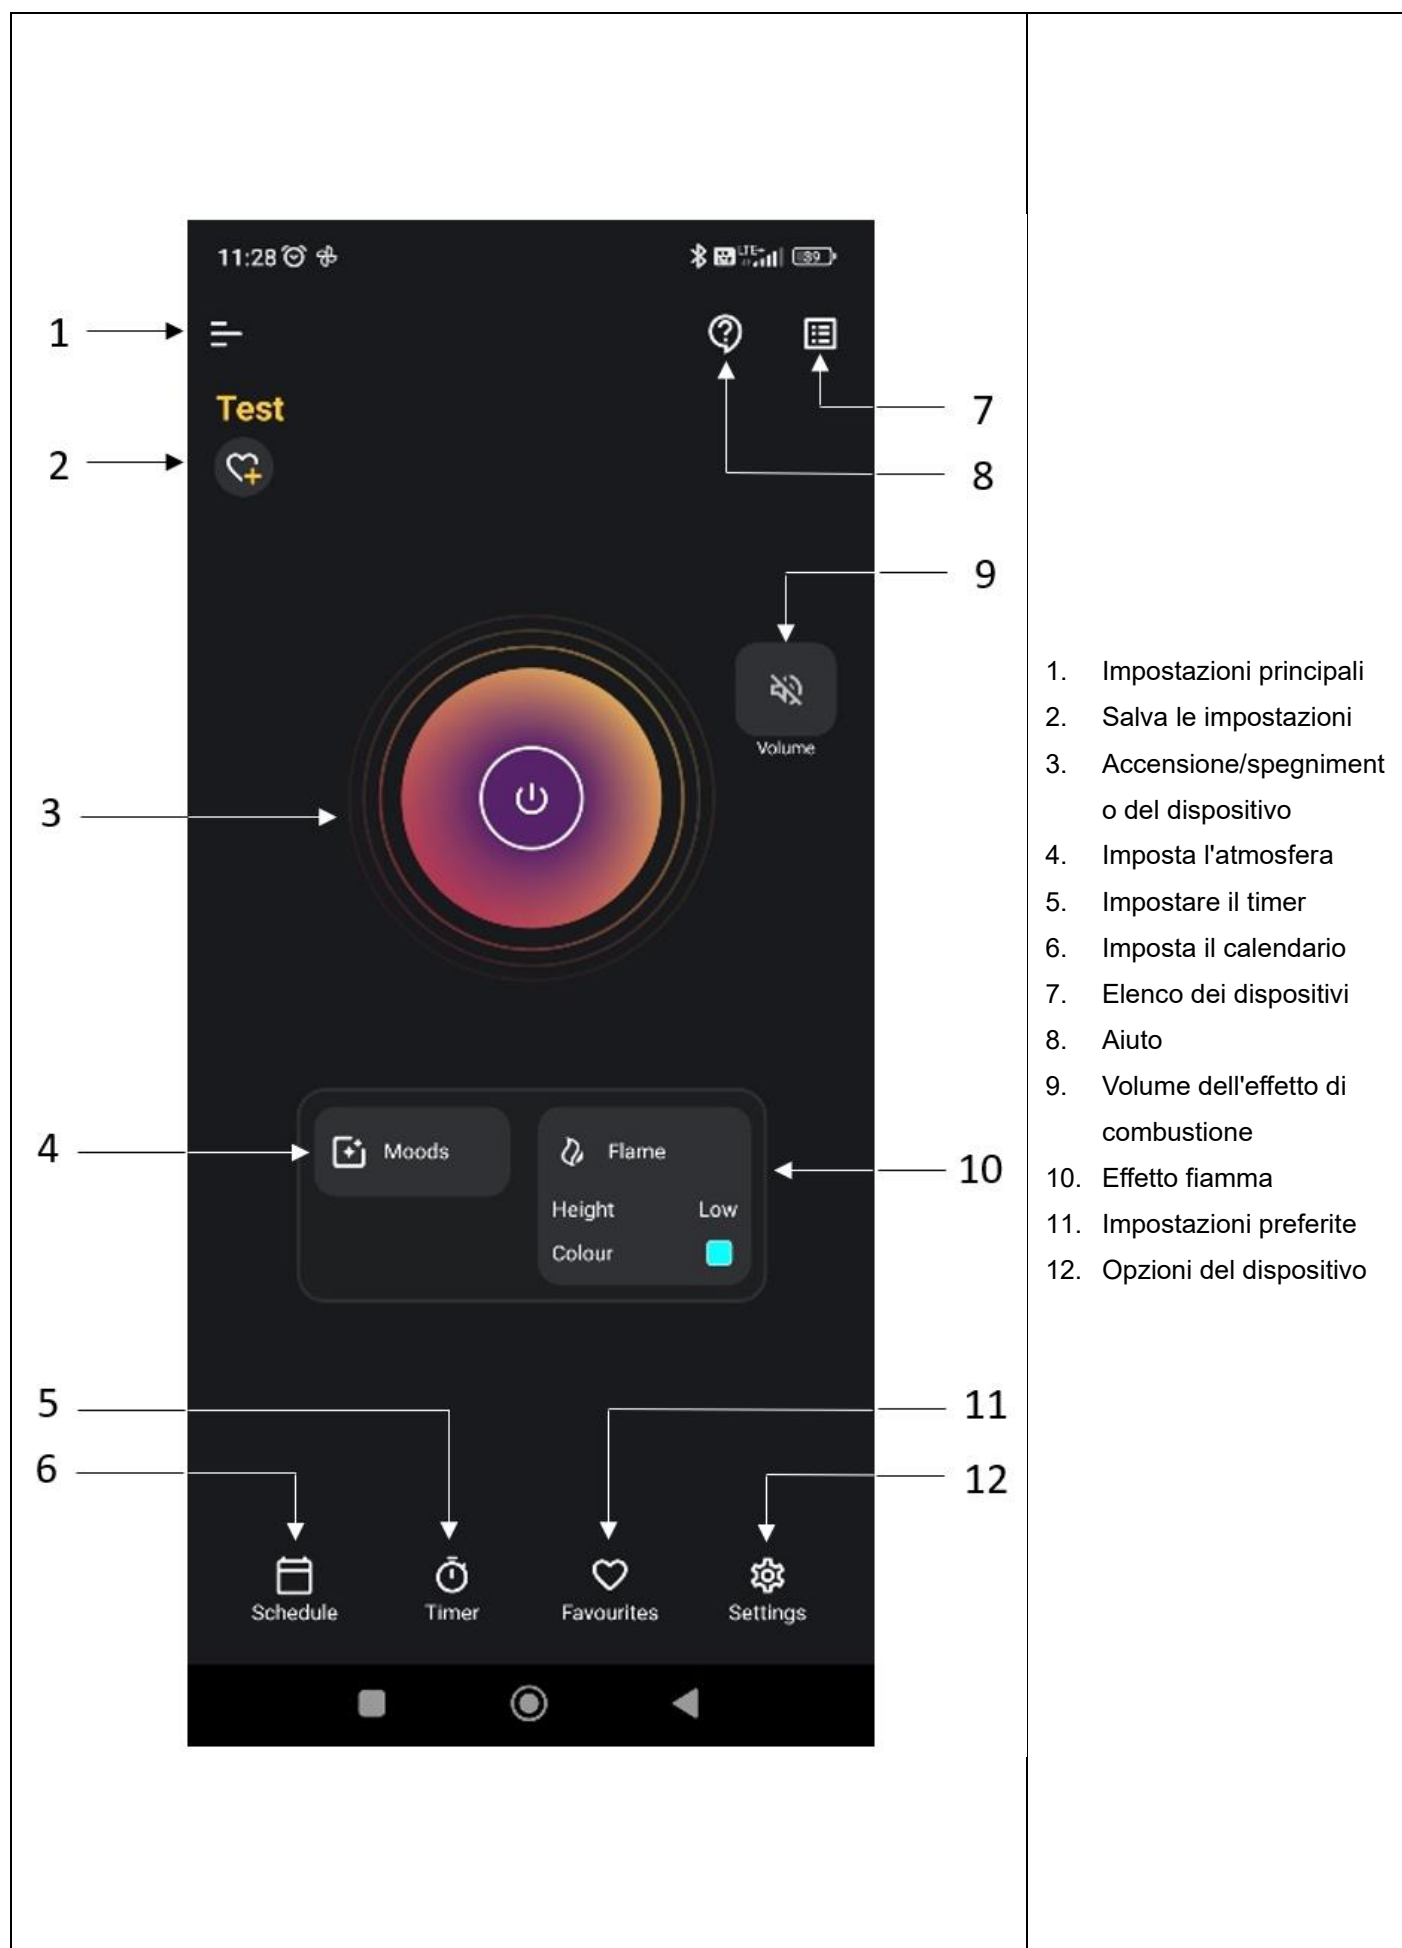 11:28
LTE+
39
1
Test
7
2
8
9
Volume
3
4
Moods
Flame
10
Height Low
Colour
5
11
6
12
Schedule Timer Favourites Settings
1. Impostazioni principali
2. Salva le impostazioni
3. Accensione/spegniment
o del dispositivo
4. Imposta l'atmosfera
5. Impostare il timer
6. Imposta il calendario
7. Elenco dei dispositivi
8. Aiuto
9. Volume dell'effetto di
combustione
10. Effetto fiamma
11. Impostazioni preferite
12. Opzioni del dispositivo